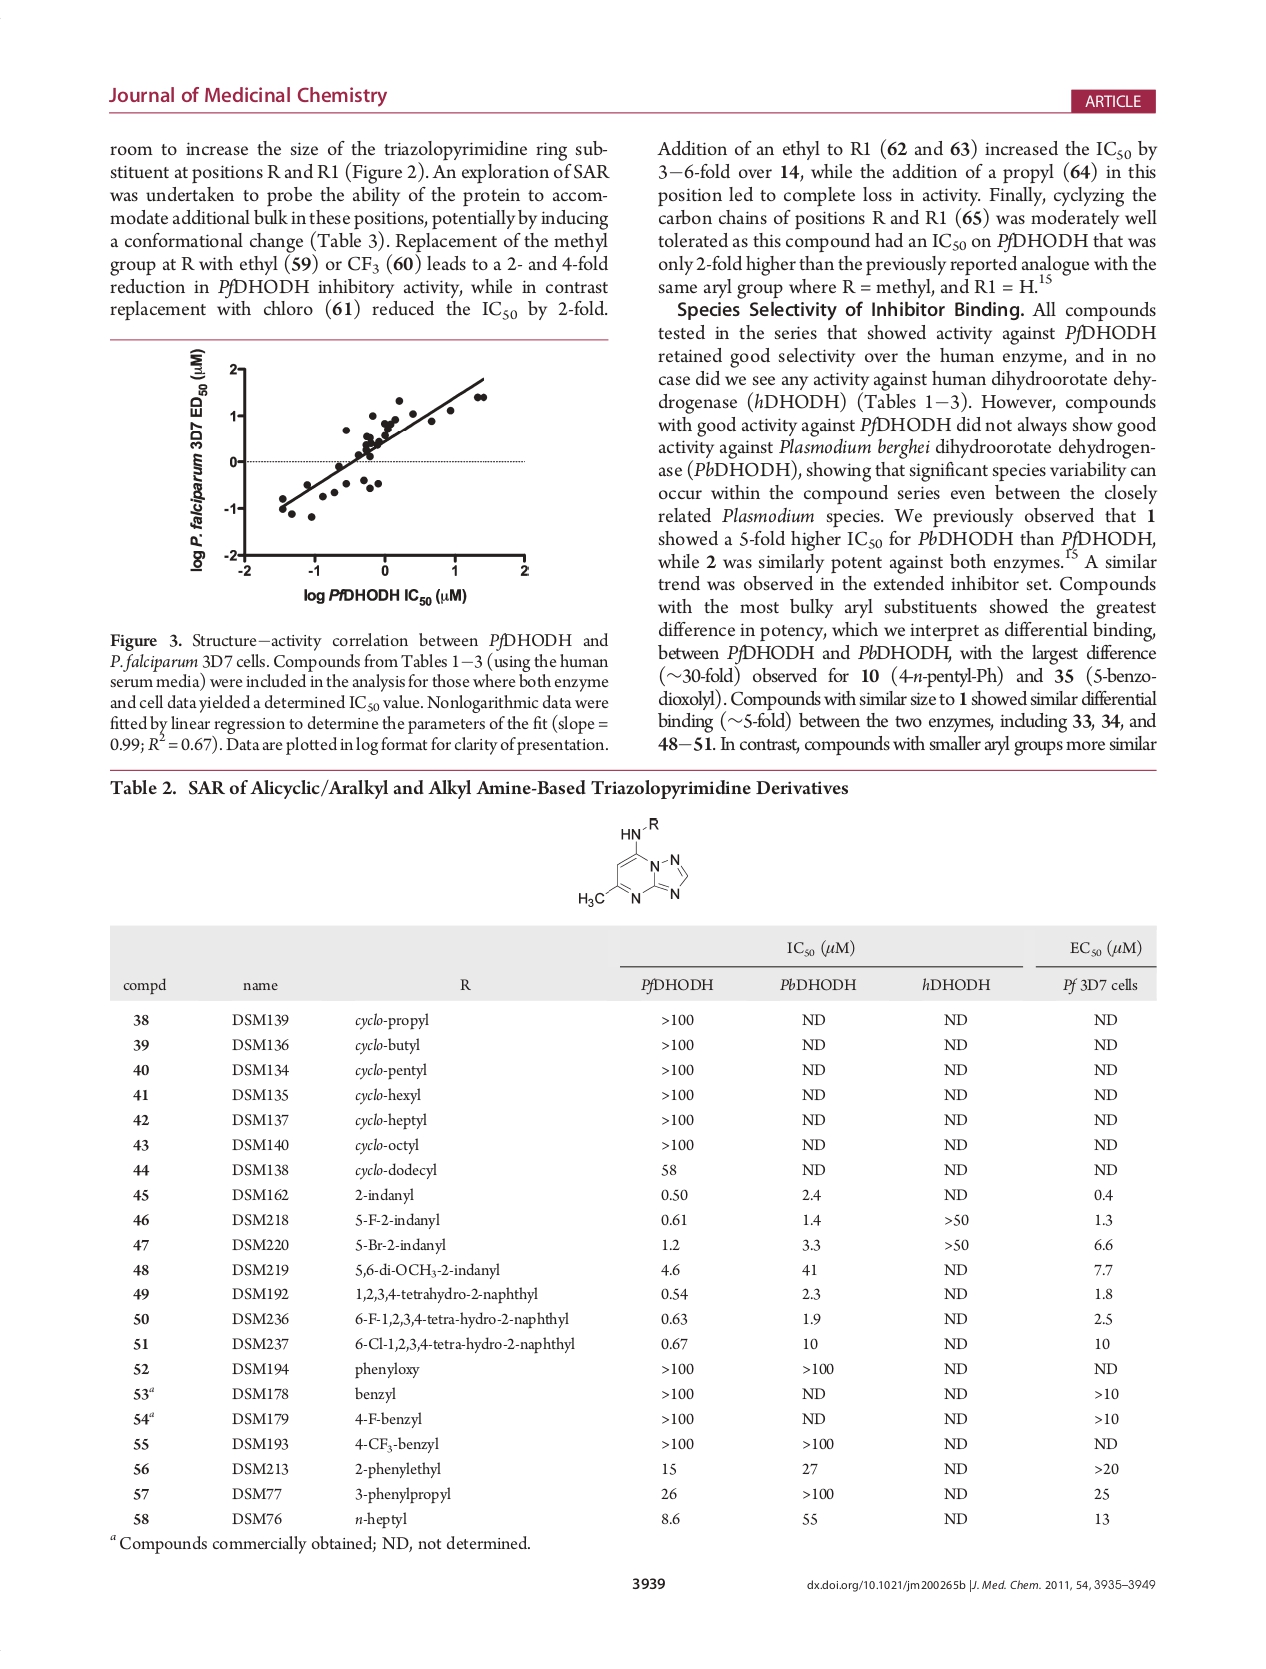 Journal of Medicinal Chemistry
ARTICLE
room to increase the size of the triazolopyrimidine ring sub-
stituent at positions R and R1 (Figure 2). An exploration of SAR
was undertaken to probe the ability of the protein to accom-
modate additional bulk in these positions, potentially by inducing
a conformational change (Table 3). Replacement of the methyl
group at R with ethyl (59) or CF₃ (60) leads to a 2- and 4-fold
reduction in PfDHODH inhibitory activity, while in contrast
replacement with chloro (61) reduced the IC₅₀ by 2-fold.
2
1
0
-1
-2
-2 -1 0 1 2
log P. falciparum 3D7 ED₅₀ (μM)
log PfDHODH IC₅₀ (μM)
Figure 3. Structure−activity correlation between PfDHODH and
P. falciparum 3D7 cells. Compounds from Tables 1−3 (using the human
serum media) were included in the analysis for those where both enzyme
and cell data yielded a determined IC₅₀ value. Nonlogarithmic data were
fitted by linear regression to determine the parameters of the fit (slope =
0.99; R² = 0.67). Data are plotted in log format for clarity of presentation.
Addition of an ethyl to R1 (62 and 63) increased the IC₅₀ by
3−6-fold over 14, while the addition of a propyl (64) in this
position led to complete loss in activity. Finally, cyclyzing the
carbon chains of positions R and R1 (65) was moderately well
tolerated as this compound had an IC₅₀ on PfDHODH that was
only 2-fold higher than the previously reported analogue with the
same aryl group where R = methyl, and R1 = H.¹⁵
Species Selectivity of Inhibitor Binding. All compounds
tested in the series that showed activity against PfDHODH
retained good selectivity over the human enzyme, and in no
case did we see any activity against human dihydroorotate dehy-
drogenase (hDHODH) (Tables 1−3). However, compounds
with good activity against PfDHODH did not always show good
activity against Plasmodium berghei dihydroorotate dehydrogen-
ase (PbDHODH), showing that significant species variability can
occur within the compound series even between the closely
related Plasmodium species. We previously observed that 1
showed a 5-fold higher IC₅₀ for PbDHODH than PfDHODH,
while 2 was similarly potent against both enzymes.¹⁵ A similar
trend was observed in the extended inhibitor set. Compounds
with the most bulky aryl substituents showed the greatest
difference in potency, which we interpret as differential binding,
between PfDHODH and PbDHODH, with the largest difference
(∼30-fold) observed for 10 (4-n-pentyl-Ph) and 35 (5-benzo-
dioxolyl). Compounds with similar size to 1 showed similar differential
binding (∼5-fold) between the two enzymes, including 33, 34, and
48−51. In contrast, compounds with smaller aryl groups more similar
Table 2. SAR of Alicyclic/Aralkyl and Alkyl Amine-Based Triazolopyrimidine Derivatives
HN R
N N
H₃C N N
IC₅₀ (μM) EC₅₀ (μM)
compd name R PfDHODH PbDHODH hDHODH Pf 3D7 cells
38 DSM139 cyclo-propyl >100 ND ND ND
39 DSM136 cyclo-butyl >100 ND ND ND
40 DSM134 cyclo-pentyl >100 ND ND ND
41 DSM135 cyclo-hexyl >100 ND ND ND
42 DSM137 cyclo-heptyl >100 ND ND ND
43 DSM140 cyclo-octyl >100 ND ND ND
44 DSM138 cyclo-dodecyl 58 ND ND ND
45 DSM162 2-indanyl 0.50 2.4 ND 0.4
46 DSM218 5-F-2-indanyl 0.61 1.4 >50 1.3
47 DSM220 5-Br-2-indanyl 1.2 3.3 >50 6.6
48 DSM219 5,6-di-OCH₃-2-indanyl 4.6 41 ND 7.7
49 DSM192 1,2,3,4-tetrahydro-2-naphthyl 0.54 2.3 ND 1.8
50 DSM236 6-F-1,2,3,4-tetra-hydro-2-naphthyl 0.63 1.9 ND 2.5
51 DSM237 6-Cl-1,2,3,4-tetra-hydro-2-naphthyl 0.67 10 ND 10
52 DSM194 phenyloxy >100 >100 ND ND
53ᵃ DSM178 benzyl >100 ND ND >10
54ᵃ DSM179 4-F-benzyl >100 ND ND >10
55 DSM193 4-CF₃-benzyl >100 >100 ND ND
56 DSM213 2-phenylethyl 15 27 ND >20
57 DSM77 3-phenylpropyl 26 >100 ND 25
58 DSM76 n-heptyl 8.6 55 ND 13
ᵃ Compounds commercially obtained; ND, not determined.
3939
dx.doi.org/10.1021/jm200265b |J. Med. Chem. 2011, 54, 3935–3949